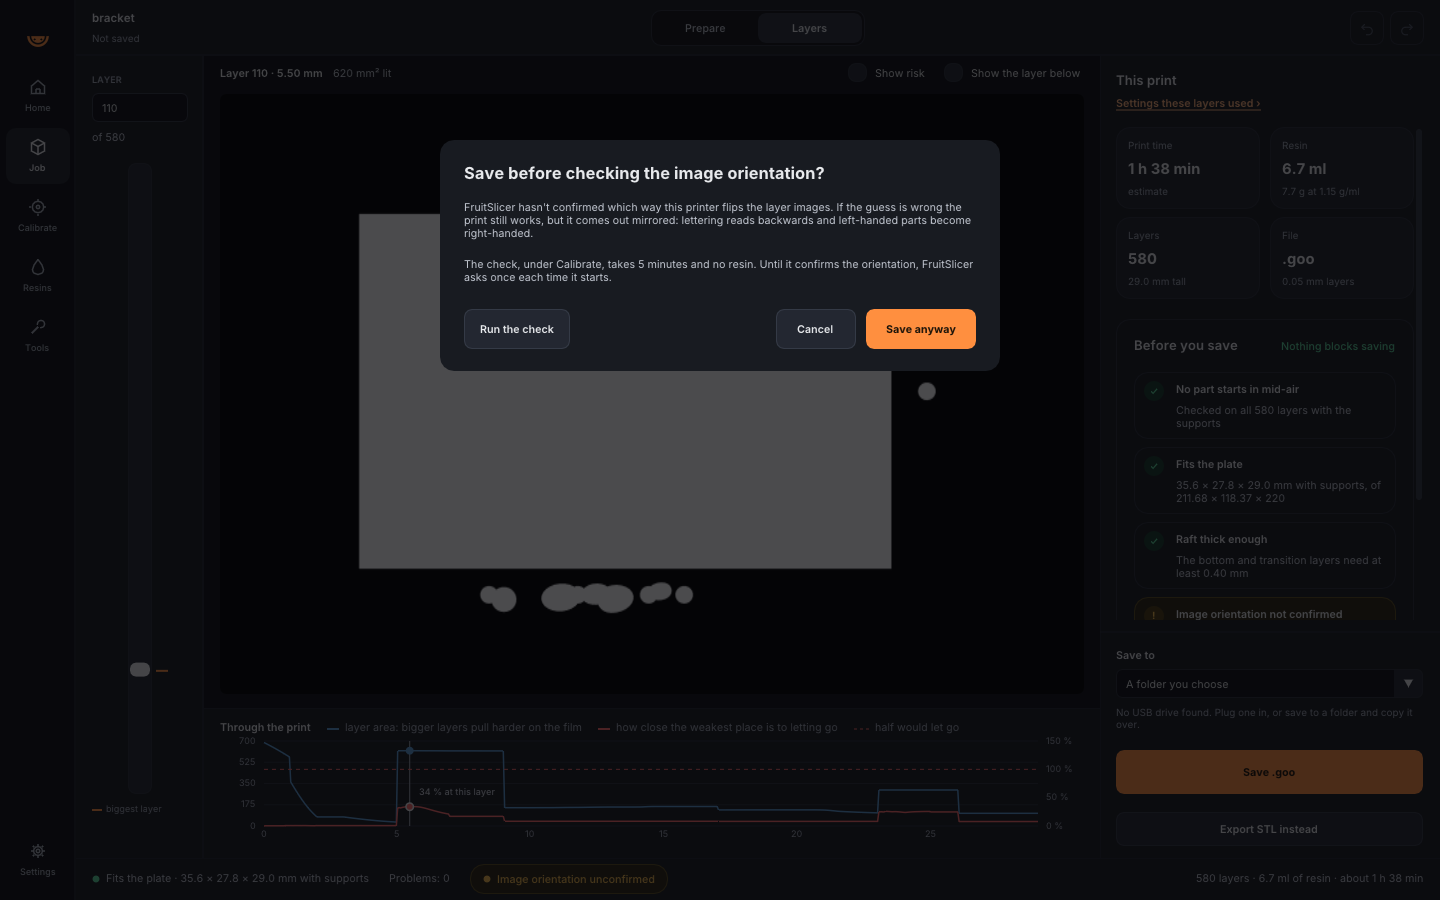 bracket
Not saved
Prepare
Layers
Home
Job
Calibrate
Resins
Tools
Settings
LAYER
110
of 580
biggest layer
Layer 110 · 5.50 mm 620 mm² lit
Show risk
Show the layer below
Save before checking the image orientation?
FruitSlicer hasn't confirmed which way this printer flips the layer images. If the guess is wrong the
print still works, but it comes out mirrored: lettering reads backwards and left-handed parts become
right-handed.
The check, under Calibrate, takes 5 minutes and no resin. Until it confirms the orientation, FruitSlicer
asks once each time it starts.
Run the check
Cancel
Save anyway
Through the print
layer area: bigger layers pull harder on the film
how close the weakest place is to letting go
half would let go
700
525
350
175
0
150 %
100 %
50 %
0 %
34 % at this layer
0
5
10
15
20
25
This print
Settings these layers used ›
Print time
1 h 38 min
estimate
Resin
6.7 ml
7.7 g at 1.15 g/ml
Layers
580
29.0 mm tall
File
.goo
0.05 mm layers
Before you save
Nothing blocks saving
No part starts in mid-air
Checked on all 580 layers with the
supports
Fits the plate
35.6 × 27.8 × 29.0 mm with supports, of
211.68 × 118.37 × 220
Raft thick enough
The bottom and transition layers need at
least 0.40 mm
Image orientation not confirmed
Save to
A folder you choose
No USB drive found. Plug one in, or save to a folder and copy it
over.
Save .goo
Export STL instead
Fits the plate · 35.6 × 27.8 × 29.0 mm with supports
Problems: 0
Image orientation unconfirmed
580 layers · 6.7 ml of resin · about 1 h 38 min